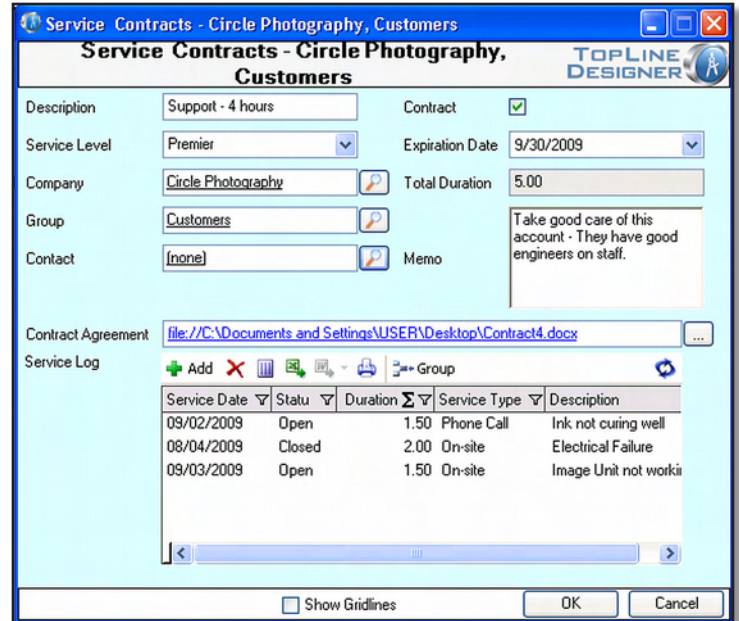 Service Contracts - Circle Photography, Customers
Service Contracts - Circle Photography,
Customers
TOPLINE
DESIGNER
Description Support - 4 hours Contract
Service Level Premier Expiration Date 9/30/2009
Company Circle Photography Total Duration 5.00
Group Customers
Contact (none) Memo
Take good care of this
account - They have good
engineers on staff.
Contract Agreement file://C:\Documents and Settings\USER\Desktop\Contract4.docx ...
Service Log
Add Group
Service Date Statu Duration Σ Service Type Description
09/02/2009 Open 1.50 Phone Call Ink not curing well
08/04/2009 Closed 2.00 On-site Electrical Failure
09/03/2009 Open 1.50 On-site Image Unit not workin
Show Gridlines OK Cancel